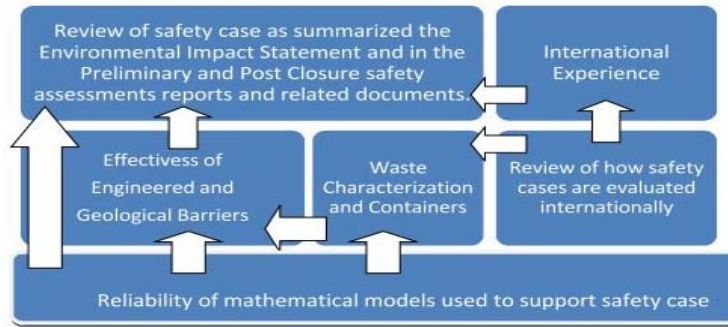 Review of safety case as summarized the
Environmental Impact Statement and in the
Preliminary and Post Closure safety
assessments reports and related documents.
International
Experience
Effectivess of
Engineered and
Geological Barriers
Waste
Characterization
and Containers
Review of how safety
cases are evaluated
internationally
Reliability of mathematical models used to support safety case